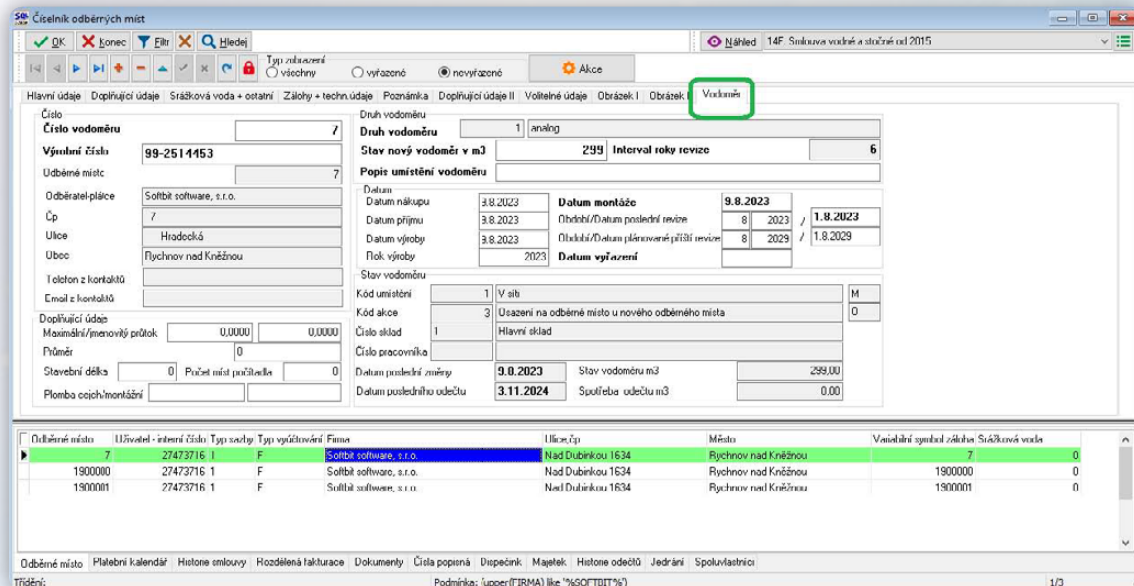 Číselník odběrných míst
OK Konec Filtr Hledej Náhled 14F. Smlouva vodné a stočné od 2015
Typ zobrazení
všechny vyřazené nevyřazené Akce
Hlavní údaje Doplňující údaje Srážková voda + ostatní Zálohy + techn.údaje Poznámka Doplňující údaje II Volitelné údaje Obrázek I Obrázek Vodoměr
Číslo
Číslo vodoměru 7
Výrobní číslo 99-2514453
Odběrné místo 7
Odběratel-plátce Softbit software, s.r.o.
Čp 7
Ulice Hradecká
Obec Rychnov nad Kněžnou
Telefon z kontaktů
Email z kontaktů
Doplňující údaje
Maximální/jmenovitý průtok 0,0000 0,0000
Průměr 0
Stavební délka 0 Počet míst počítadla 0
Plomba cejch/montážní
Druh vodoměru
Druh vodoměru 1 analog
Stav nový vodoměr v m3 299 Interval roky revize 6
Popis umístění vodoměru
Datum
Datum nákupu 9.8.2023 Datum montáže 9.8.2023
Datum příjmu 9.8.2023 Období/Datum poslední revize 8 2023 / 1.8.2023
Datum výroby 9.8.2023 Období/Datum plánované příští revize 8 2029 / 1.8.2029
Rok výroby 2023 Datum vyřazení
Stav vodoměru
Kód umístění 1 V síti M
Kód akce 3 Osazení na odběrné místo u nového odběrného místa O
Číslo sklad 1 Hlavní sklad
Číslo pracovníka
Datum poslední změny 9.8.2023 Stav vodoměru m3 299,00
Datum posledního odečtu 3.11.2024 Spotřeba odečtu m3 0.00
Odběrné místo Uživatel - interní číslo Typ sazby Typ vyúčtování Firma Ulice,čp Město Variabilní symbol záloha Srážková voda
7 27473716 1 F Softbit software, s.r.o. Nad Dubinkou 1634 Rychnov nad Kněžnou 7 0
1900000 27473716 1 F Softbit software, s.r.o. Nad Dubinkou 1634 Rychnov nad Kněžnou 1900000 0
1900001 27473716 1 F Softbit software, s.r.o. Nad Dubinkou 1634 Rychnov nad Kněžnou 1900001 0
Odběrné místo Platební kalendář Historie smlouvy Rozdělená fakturace Dokumenty Čísla popisná Dispečink Majetek Historie odečtů Jednání Spoluvlastníci
Třídění: Podmínka: (upper(FIRMA) like '%SOFTBIT%') 1/3